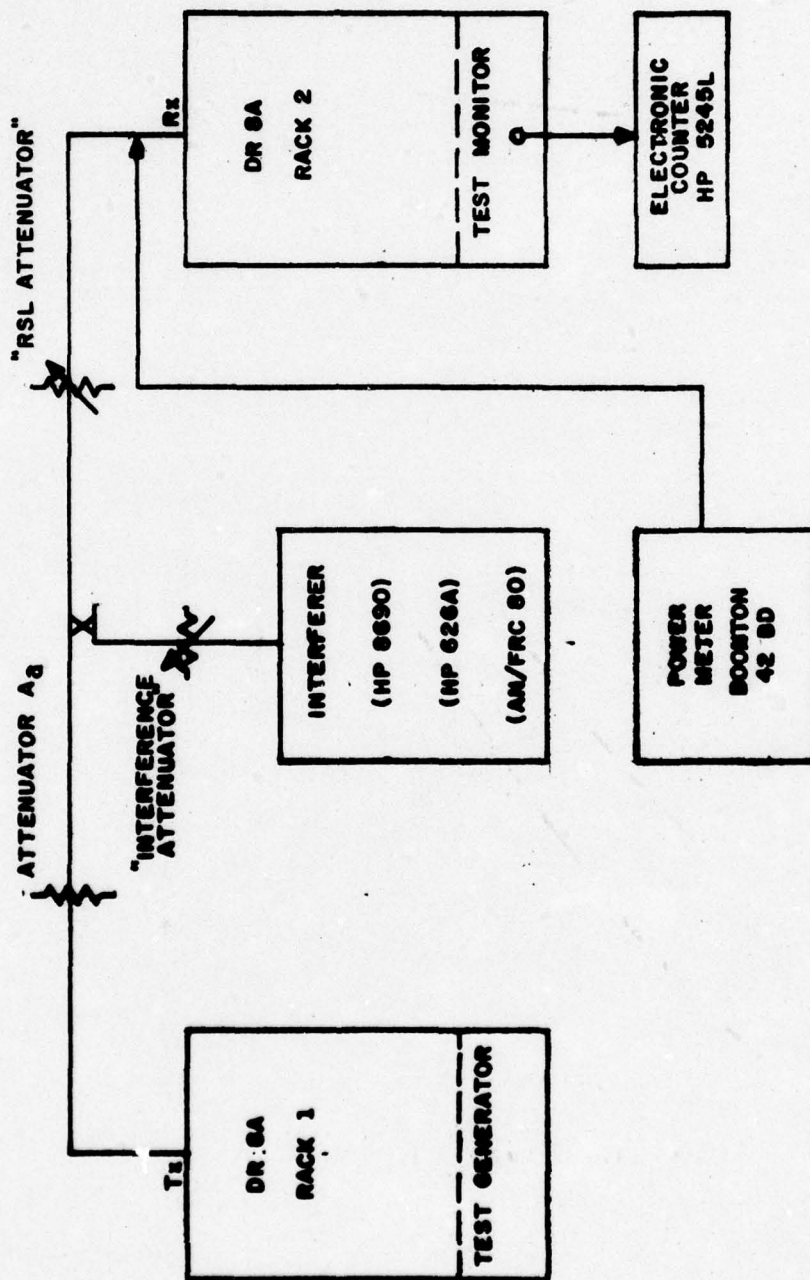 ATTENUATOR Aa
"RSL ATTENUATOR"
"INTERFERENCE
ATTENUATOR"
Tx
DR 8A
RACK 1
TEST GENERATOR
INTERFERER
(HP 8690)
(HP 626A)
(AN/FRC 80)
Rx
DR 8A
RACK 2
TEST MONITOR
POWER
METER
BOONTON
42 BD
ELECTRONIC
COUNTER
HP 5245L